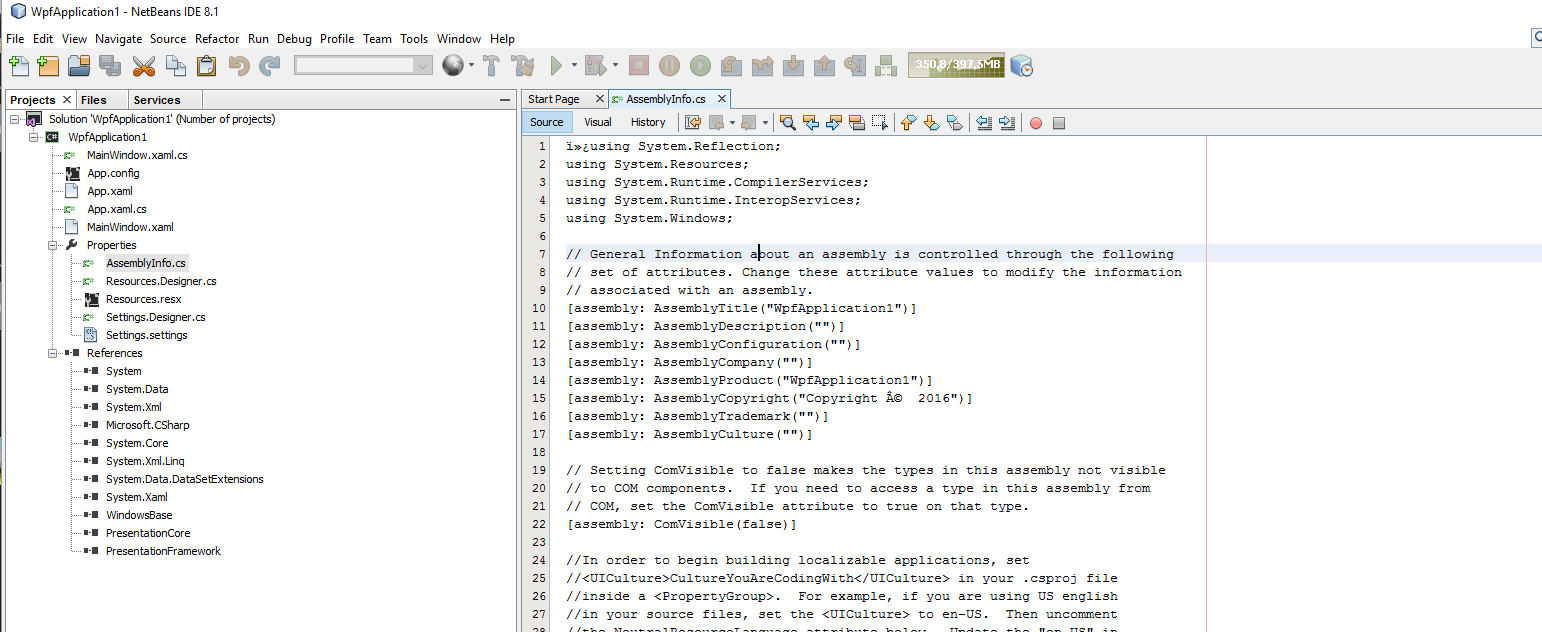 WpfApplication1 - NetBeans IDE 8.1
File Edit View Navigate Source Refactor Run Debug Profile Team Tools Window Help
350,8/397,5MB
Projects Files Services
Solution 'WpfApplication1' (Number of projects)
WpfApplication1
MainWindow.xaml.cs
App.config
App.xaml
App.xaml.cs
MainWindow.xaml
Properties
AssemblyInfo.cs
Resources.Designer.cs
Resources.resx
Settings.Designer.cs
Settings.settings
References
System
System.Data
System.Xml
Microsoft.CSharp
System.Core
System.Xml.Linq
System.Data.DataSetExtensions
System.Xaml
WindowsBase
PresentationCore
PresentationFramework
Start Page AssemblyInfo.cs
Source Visual History
1 ï»¿using System.Reflection;
2 using System.Resources;
3 using System.Runtime.CompilerServices;
4 using System.Runtime.InteropServices;
5 using System.Windows;
6
7 // General Information about an assembly is controlled through the following
8 // set of attributes. Change these attribute values to modify the information
9 // associated with an assembly.
10 [assembly: AssemblyTitle("WpfApplication1")]
11 [assembly: AssemblyDescription("")]
12 [assembly: AssemblyConfiguration("")]
13 [assembly: AssemblyCompany("")]
14 [assembly: AssemblyProduct("WpfApplication1")]
15 [assembly: AssemblyCopyright("Copyright Â©  2016")]
16 [assembly: AssemblyTrademark("")]
17 [assembly: AssemblyCulture("")]
18
19 // Setting ComVisible to false makes the types in this assembly not visible
20 // to COM components.  If you need to access a type in this assembly from
21 // COM, set the ComVisible attribute to true on that type.
22 [assembly: ComVisible(false)]
23
24 //In order to begin building localizable applications, set
25 //<UICulture>CultureYouAreCodingWith</UICulture> in your .csproj file
26 //inside a <PropertyGroup>.  For example, if you are using US english
27 //in your source files, set the <UICulture> to en-US.  Then uncomment
28 //the NeutralResourceLanguage attribute below.  Update the "en-US" in